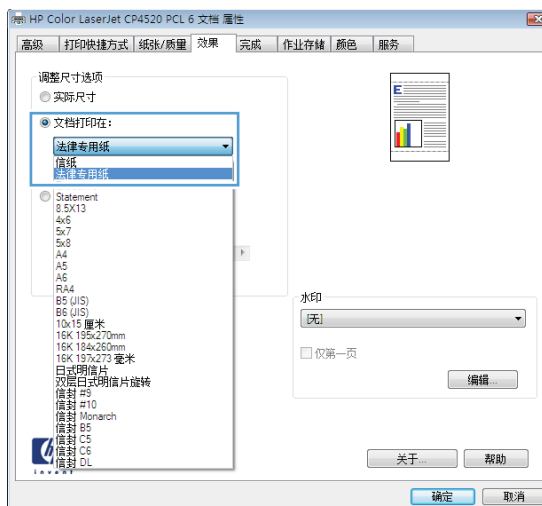 HP Color LaserJet CP4520 PCL 6 文档 属性
高级 打印快捷方式 纸张/质量 效果 完成 作业存储 颜色 服务
调整尺寸选项
实际尺寸
E
文档打印在:
法律专用纸
信纸
法律专用纸
Statement
8.5X13
4x6
5x7
5x8
A4
A5
A6
RA4
B5 (JIS)
B6 (JIS)
10x15 厘米
16K 195x270mm
16K 184x260mm
16K 197x273 毫米
日式明信片
双层日式明信片旋转
信封 #9
信封 #10
信封 Monarch
信封 B5
信封 C5
信封 C6
信封 DL
水印
[无]
仅第一页
编辑...
invent
关于... 帮助
确定 取消